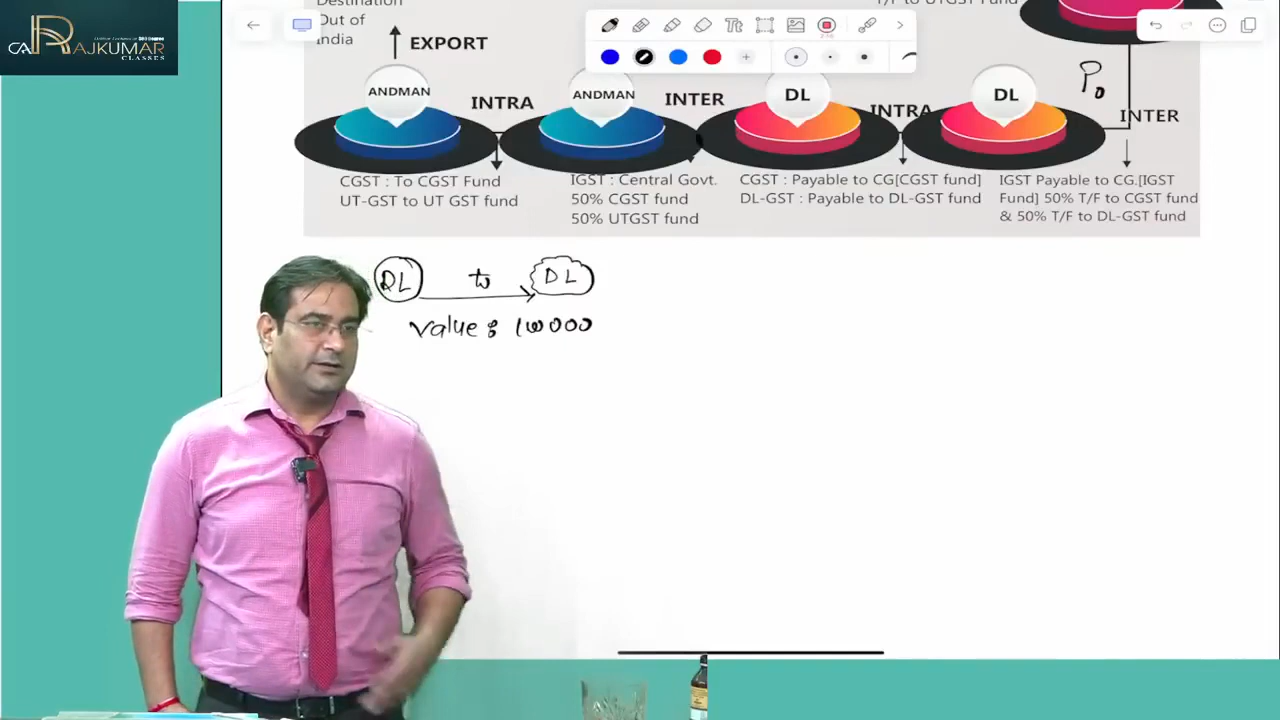 CA RAJKUMAR
CLASSES
Destination
Out of
India
EXPORT
ANDMAN
INTRA
ANDMAN
INTER
DL
INTRA
DL
INTER
Po
CGST : To CGST Fund
UT-GST to UT GST fund
IGST : Central Govt.
50% CGST fund
50% UTGST fund
CGST : Payable to CG[CGST fund]
DL-GST : Payable to DL-GST fund
IGST Payable to CG.[IGST
Fund] 50% T/F to CGST fund
& 50% T/F to DL-GST fund
DL to DL
Value : 10000